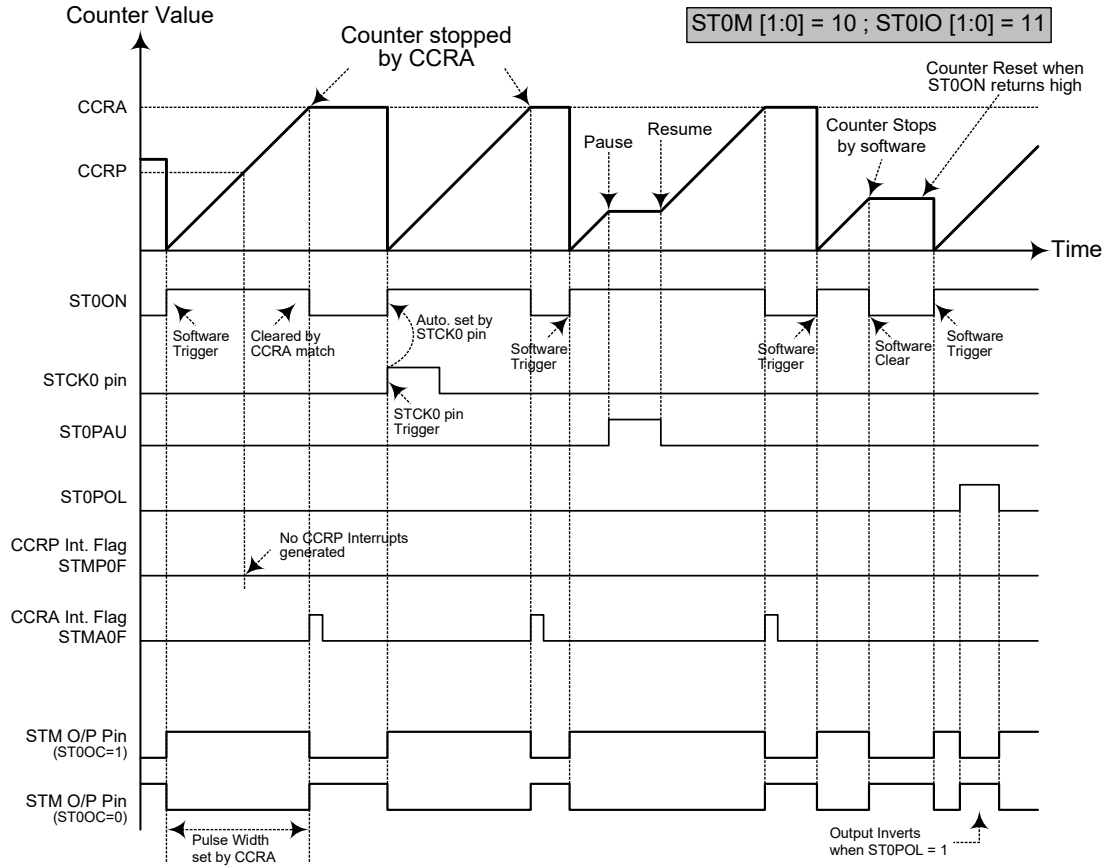 Counter Value
ST0M [1:0] = 10 ; ST0IO [1:0] = 11
Counter stopped
by CCRA
Counter Reset when
ST0ON returns high
CCRA
Pause
Resume
Counter Stops
by software
CCRP
Time
ST0ON
Software
Trigger
Cleared by
CCRA match
Auto. set by
STCK0 pin
Software
Trigger
Software
Trigger
Software
Clear
Software
Trigger
STCK0 pin
STCK0 pin
Trigger
ST0PAU
ST0POL
CCRP Int. Flag
STMP0F
No CCRP Interrupts
generated
CCRA Int. Flag
STMA0F
STM O/P Pin
(ST0OC=1)
STM O/P Pin
(ST0OC=0)
Pulse Width
set by CCRA
Output Inverts
when ST0POL = 1